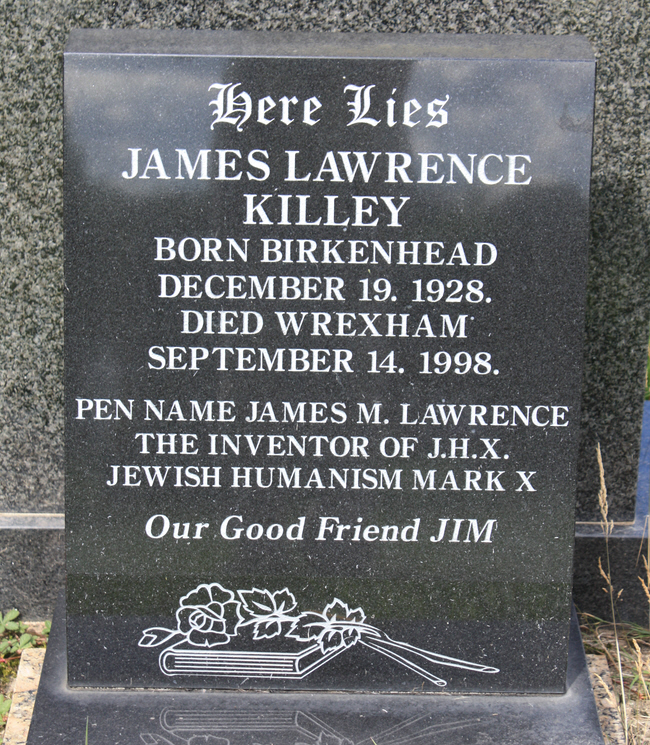 Here Lies
JAMES LAWRENCE
KILLEY
BORN BIRKENHEAD
DECEMBER 19. 1928.
DIED WREXHAM
SEPTEMBER 14. 1998.
PEN NAME JAMES M. LAWRENCE
THE INVENTOR OF J.H.X.
JEWISH HUMANISM MARK X
Our Good Friend JIM